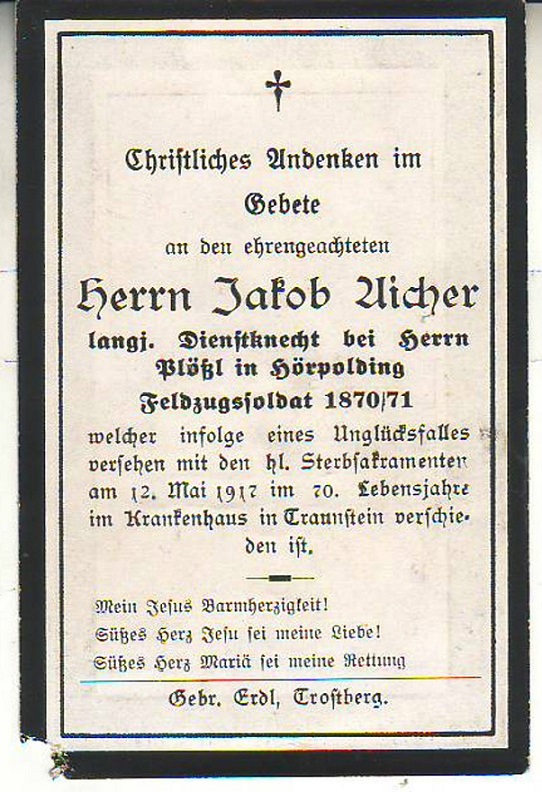 Christliches Andenken im
Gebete
an den ehrengeachteten
Herrn Jakob Aicher
langj. Dienstknecht bei Herrn
Plößl in Hörpolding
Feldzugssoldat 1870/71
welcher infolge eines Unglücksfalles
versehen mit den hl. Sterbsakramenten
am 12. Mai 1917 im 70. Lebensjahre
im Krankenhaus in Traunstein verschie-
den ist.
Mein Jesus Barmherzigkeit!
Süßes Herz Jesu sei meine Liebe!
Süßes Herz Mariä sei meine Rettung
Gebr. Erdl, Trostberg.